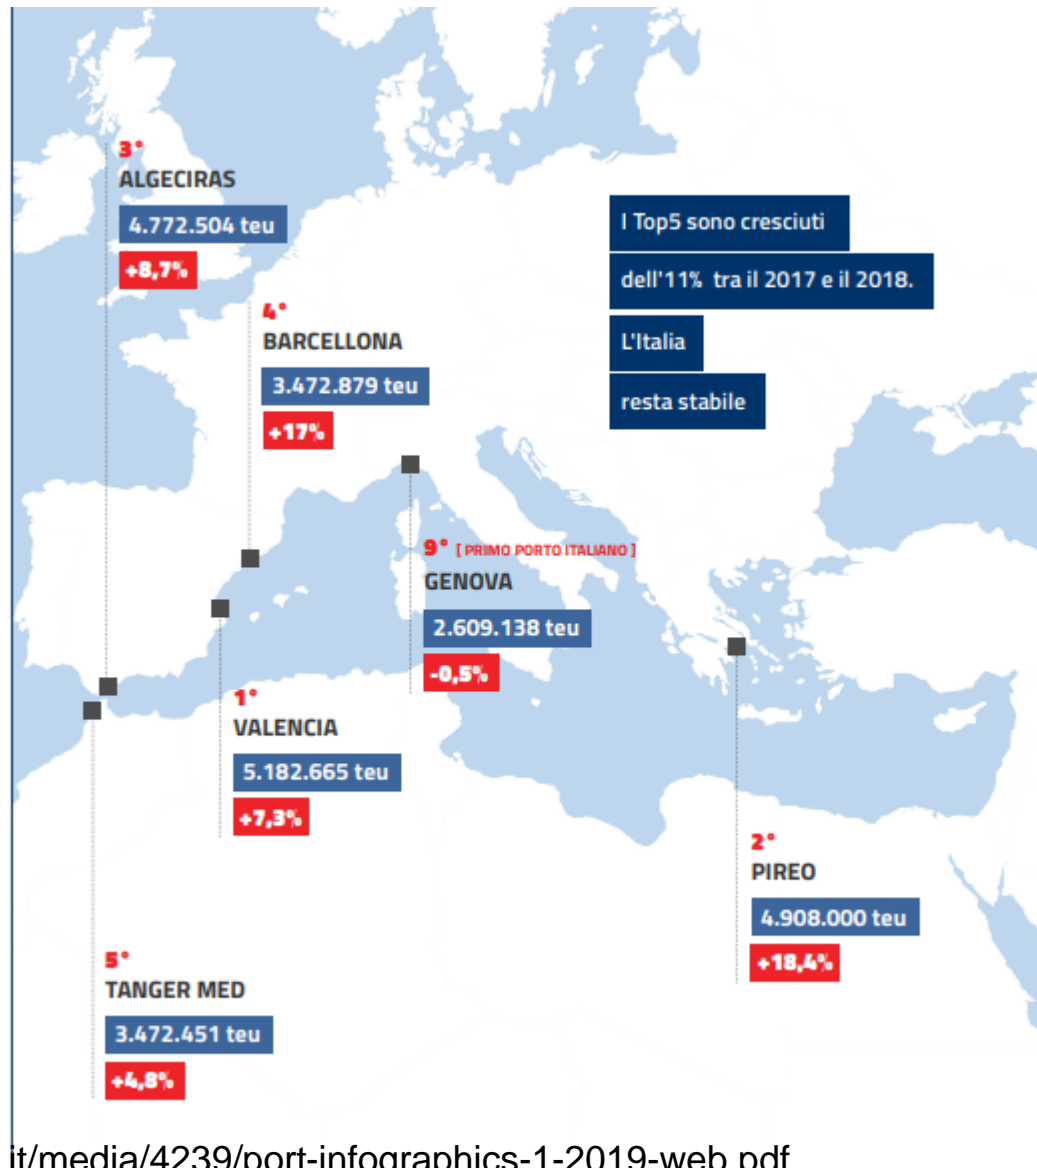 3°
ALGECIRAS
4.772.504 teu
+8,7%
4°
BARCELLONA
3.472.879 teu
+17%
I Top5 sono cresciuti
dell'11% tra il 2017 e il 2018.
L'Italia
resta stabile
9° [ PRIMO PORTO ITALIANO ]
GENOVA
2.609.138 teu
-0,5%
1°
VALENCIA
5.182.665 teu
+7,3%
2°
PIREO
4.908.000 teu
+18,4%
5°
TANGER MED
3.472.451 teu
+4,8%
it/media/4239/port-infographics-1-2019-web.pdf